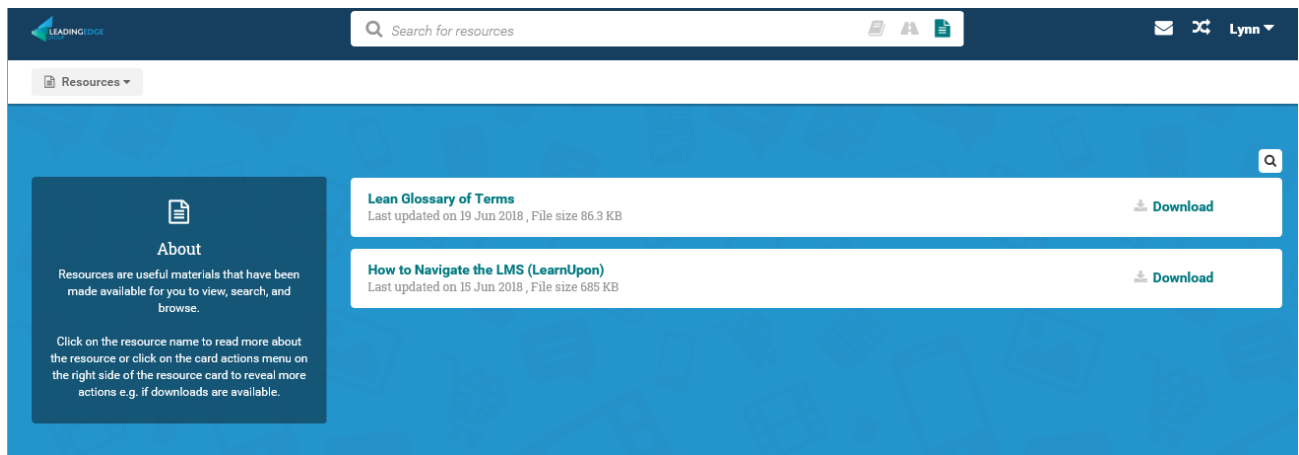 LEADINGEDGE
GROUP
Search for resources
Lynn
Resources
About
Resources are useful materials that have been
made available for you to view, search, and
browse.
Click on the resource name to read more about
the resource or click on the card actions menu on
the right side of the resource card to reveal more
actions e.g. if downloads are available.
Lean Glossary of Terms
Last updated on 19 Jun 2018 , File size 86.3 KB
Download
How to Navigate the LMS (LearnUpon)
Last updated on 15 Jun 2018 , File size 685 KB
Download